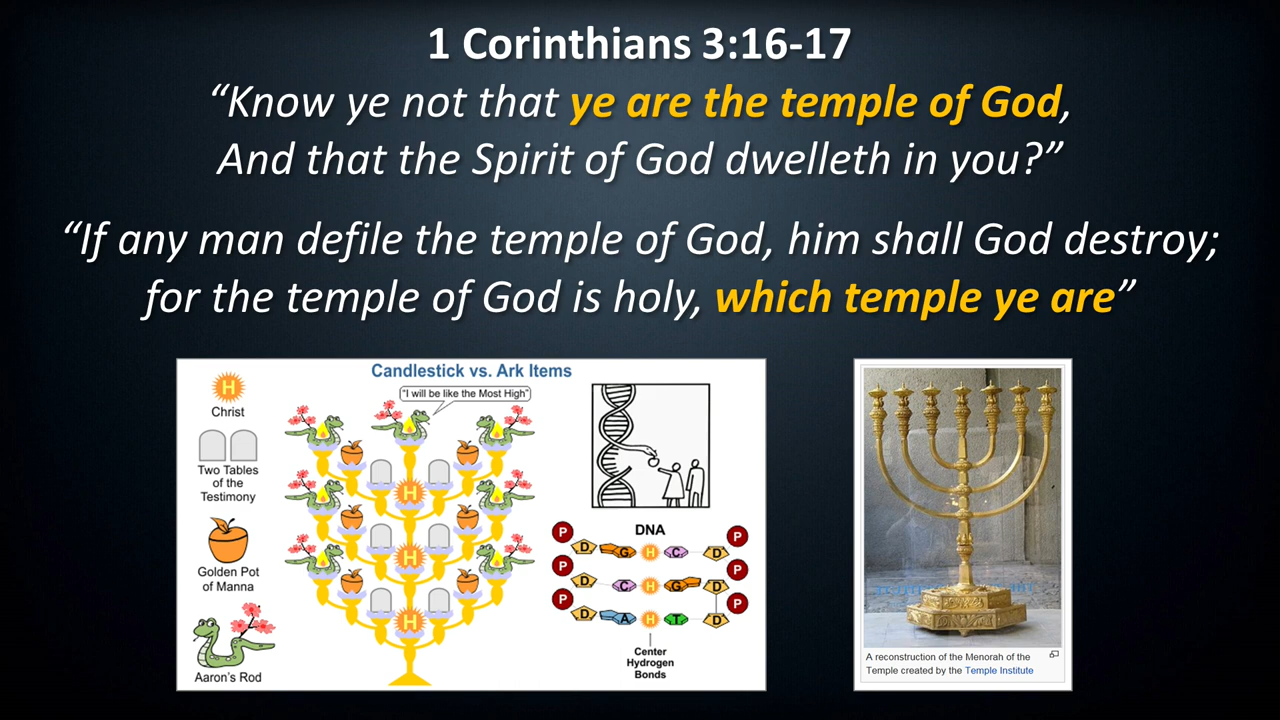 1 Corinthians 3:16-17
“Know ye not that ye are the temple of God,
And that the Spirit of God dwelleth in you?”
“If any man defile the temple of God, him shall God destroy;
for the temple of God is holy, which temple ye are”
Candlestick vs. Ark Items
"I will be like the Most High"
H
Christ
Two Tables
of the
Testimony
Golden Pot
of Manna
Aaron's Rod
H
H
H
DNA
P P
D G H C D
P P
D C H G D
P P
D A H T D
Center
Hydrogen
Bonds
A reconstruction of the Menorah of the
Temple created by the Temple Institute